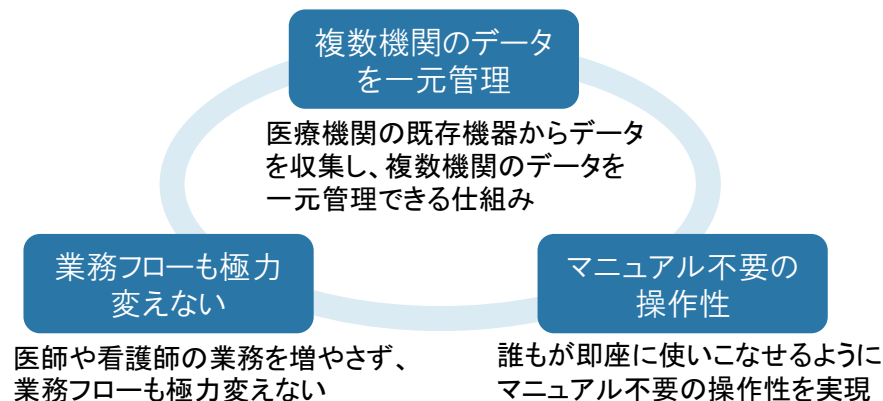 複数機関のデータ
を一元管理
医療機関の既存機器からデータ
を収集し、複数機関のデータを
一元管理できる仕組み
業務フローも極力
変えない
医師や看護師の業務を増やさず、
業務フローも極力変えない
マニュアル不要の
操作性
誰もが即座に使いこなせるように
マニュアル不要の操作性を実現